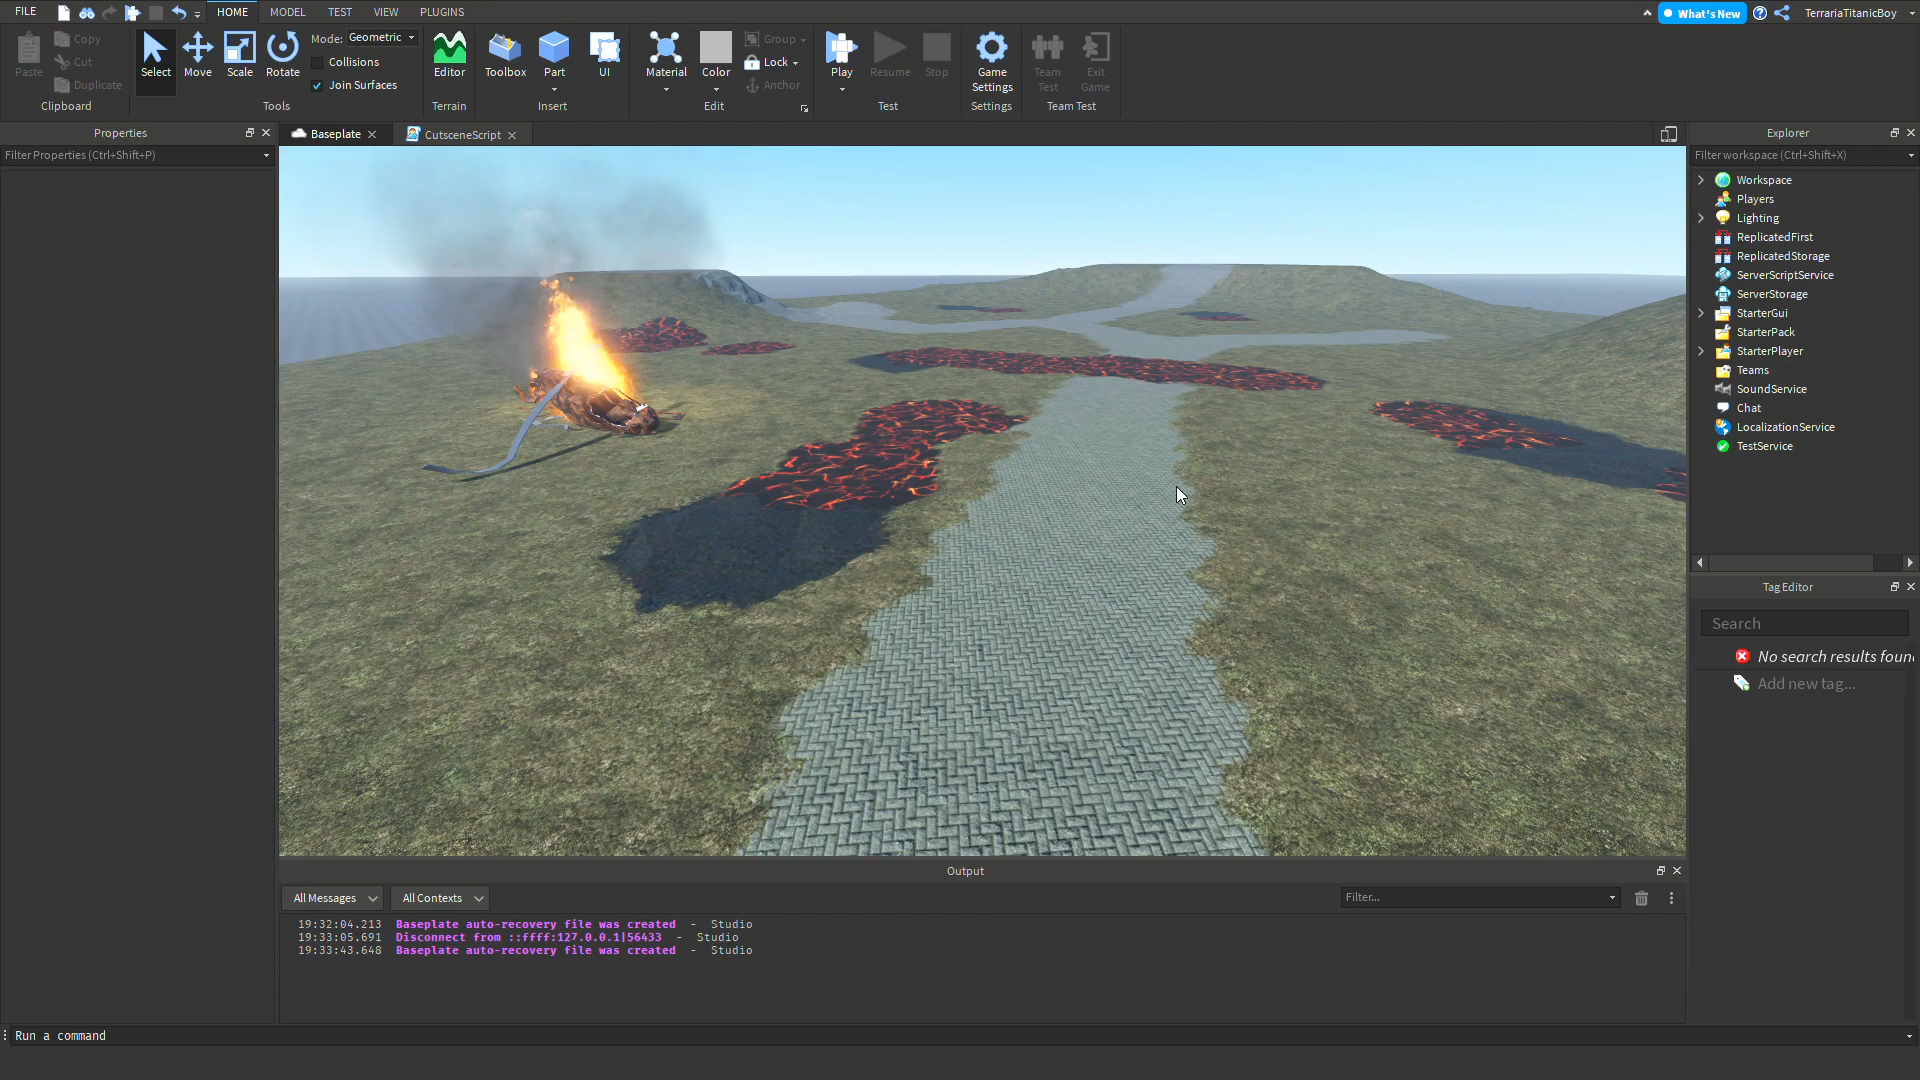 FILE HOME MODEL TEST VIEW PLUGINS What's New TerrariaTitanicBoy
Paste Copy Cut Duplicate Clipboard
Select Move Scale Rotate Mode: Geometric Collisions Join Surfaces Tools
Editor Terrain
Toolbox Part UI Insert
Material Color Group Lock Anchor Edit
Play Resume Stop Test
Game Settings Settings
Team Test Exit Game Team Test
Properties
Filter Properties (Ctrl+Shift+P)
Baseplate CutsceneScript
Explorer
Filter workspace (Ctrl+Shift+X)
Workspace
Players
Lighting
ReplicatedFirst
ReplicatedStorage
ServerScriptService
ServerStorage
StarterGui
StarterPack
StarterPlayer
Teams
SoundService
Chat
LocalizationService
TestService
Tag Editor
Search
No search results foun
Add new tag...
Output
All Messages All Contexts Filter...
19:32:04.213 Baseplate auto-recovery file was created - Studio
19:33:05.691 Disconnect from ::ffff:127.0.0.1|56433 - Studio
19:33:43.648 Baseplate auto-recovery file was created - Studio
Run a command